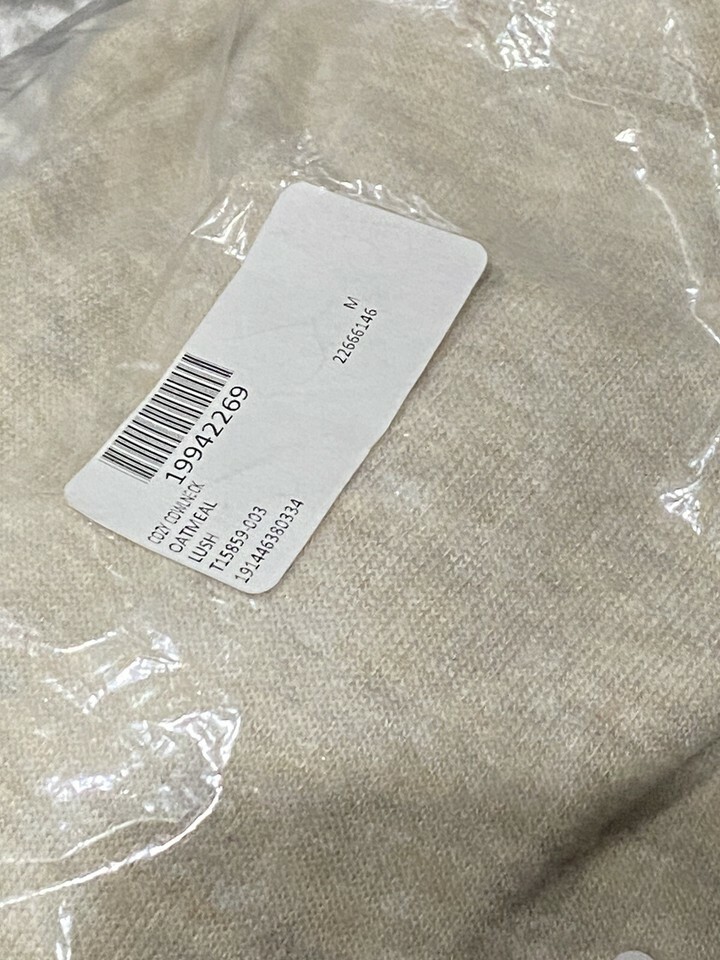 M
22666146
19942269
COZY COWLNECK
OATMEAL
LUSH
T15859-003
191446380334